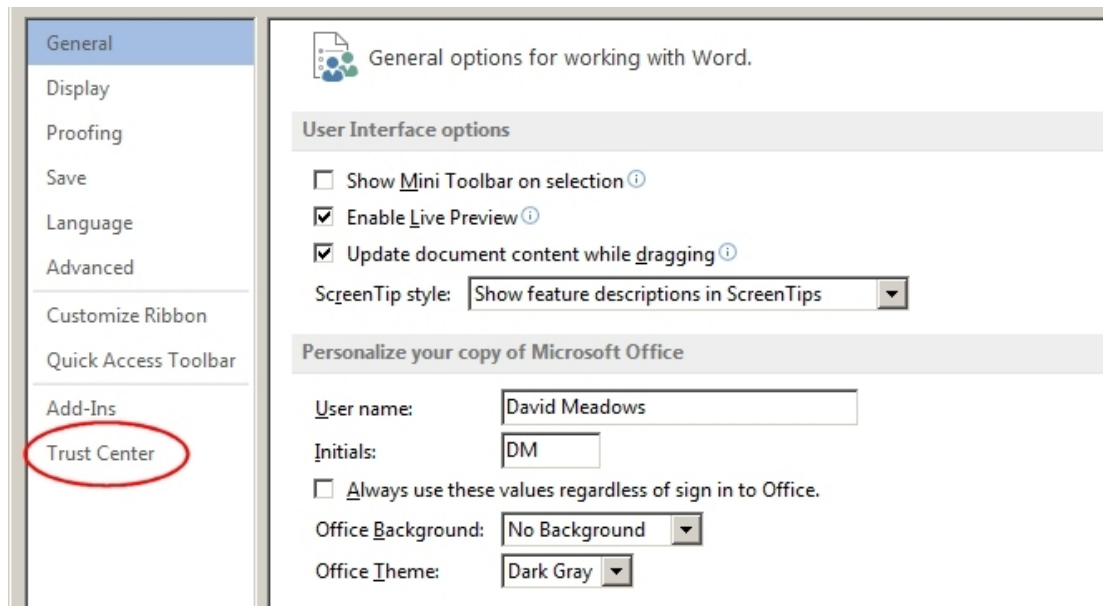 General
Display
Proofing
Save
Language
Advanced
Customize Ribbon
Quick Access Toolbar
Add-Ins
Trust Center
General options for working with Word.
User Interface options
Show Mini Toolbar on selection
Enable Live Preview
Update document content while dragging
ScreenTip style: Show feature descriptions in ScreenTips
Personalize your copy of Microsoft Office
User name: David Meadows
Initials: DM
Always use these values regardless of sign in to Office.
Office Background: No Background
Office Theme: Dark Gray